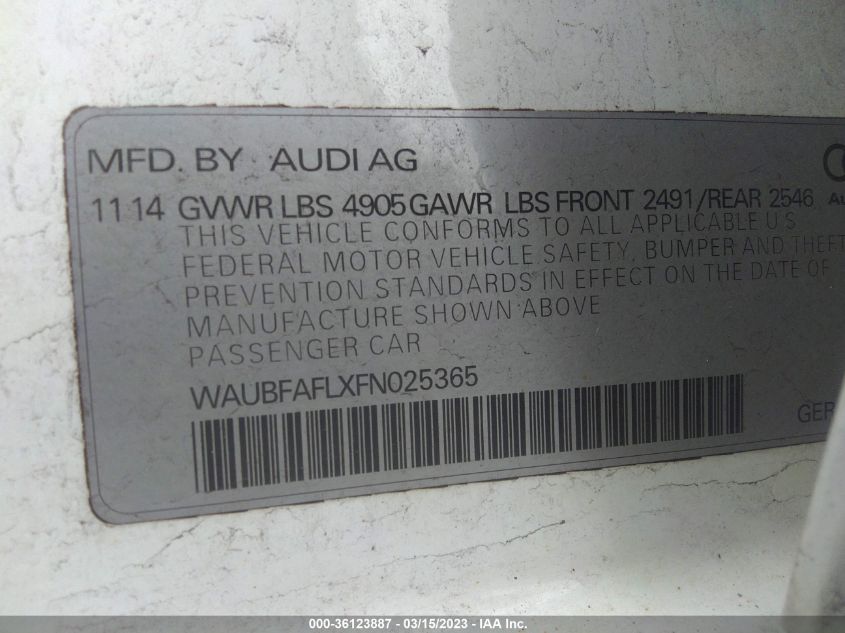 MFD. BY AUDI AG
11 14 GVWR LBS 4905 GAWR LBS FRONT 2491/REAR 2546
THIS VEHICLE CONFORMS TO ALL APPLICABLE U S
FEDERAL MOTOR VEHICLE SAFETY, BUMPER AND THEFT
PREVENTION STANDARDS IN EFFECT ON THE DATE OF
MANUFACTURE SHOWN ABOVE
PASSENGER CAR
WAUBFAFLXFN025365
000-36123887 - 03/15/2023 - IAA Inc.